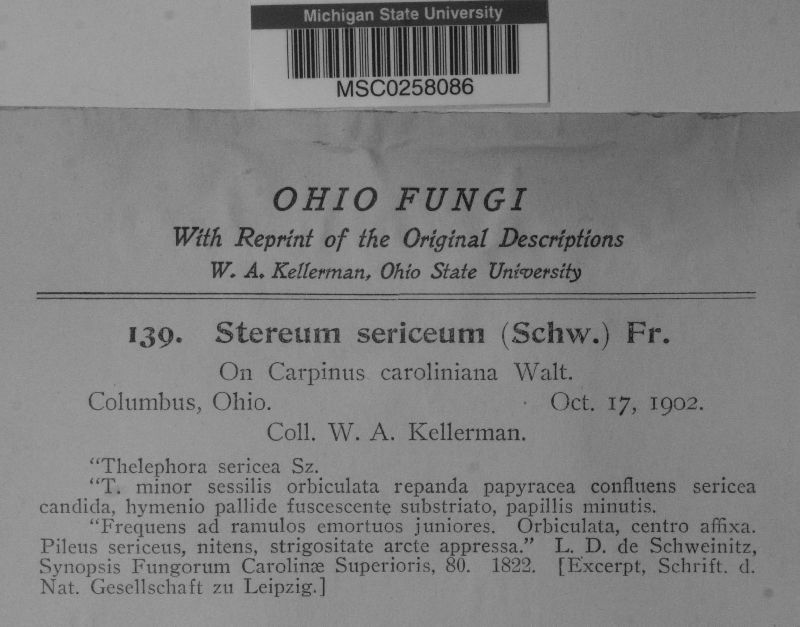 Michigan State University
MSC0258086
OHIO FUNGI
With Reprint of the Original Descriptions
W. A. Kellerman, Ohio State University
139. Stereum sericeum (Schw.) Fr.
On Carpinus caroliniana Walt.
Columbus, Ohio. Oct. 17, 1902.
Coll. W. A. Kellerman.
“Thelephora sericea Sz.
“T. minor sessilis orbiculata repanda papyracea confluens sericea
candida, hymenio pallide fuscescente substriato, papillis minutis.
“Frequens ad ramulos emortuos juniores. Orbiculata, centro affixa.
Pileus sericeus, nitens, strigositate arcte appressa.” L. D. de Schweinitz,
Synopsis Fungorum Carolinæ Superioris, 80. 1822. [Excerpt, Schrift. d.
Nat. Gesellschaft zu Leipzig.]